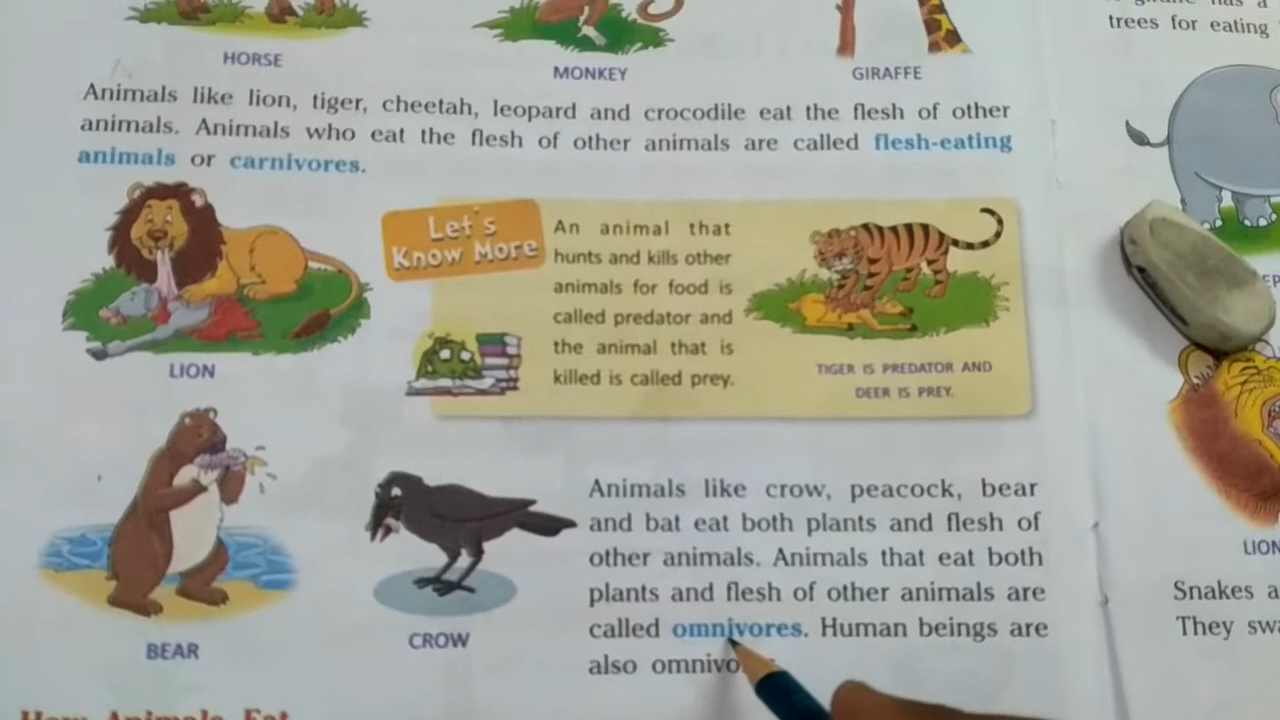 HORSE
MONKEY
GIRAFFE
Animals like lion, tiger, cheetah, leopard and crocodile eat the flesh of other
animals. Animals who eat the flesh of other animals are called flesh-eating
animals or carnivores.
LION
Let's
Know More
An animal that
hunts and kills other
animals for food is
called predator and
the animal that is
killed is called prey.
TIGER IS PREDATOR AND
DEER IS PREY.
BEAR
CROW
Animals like crow, peacock, bear
and bat eat both plants and flesh of
other animals. Animals that eat both
plants and flesh of other animals are
called omnivores. Human beings are
also
How Animals Eat
has a
trees for eating
LION
Snakes
They